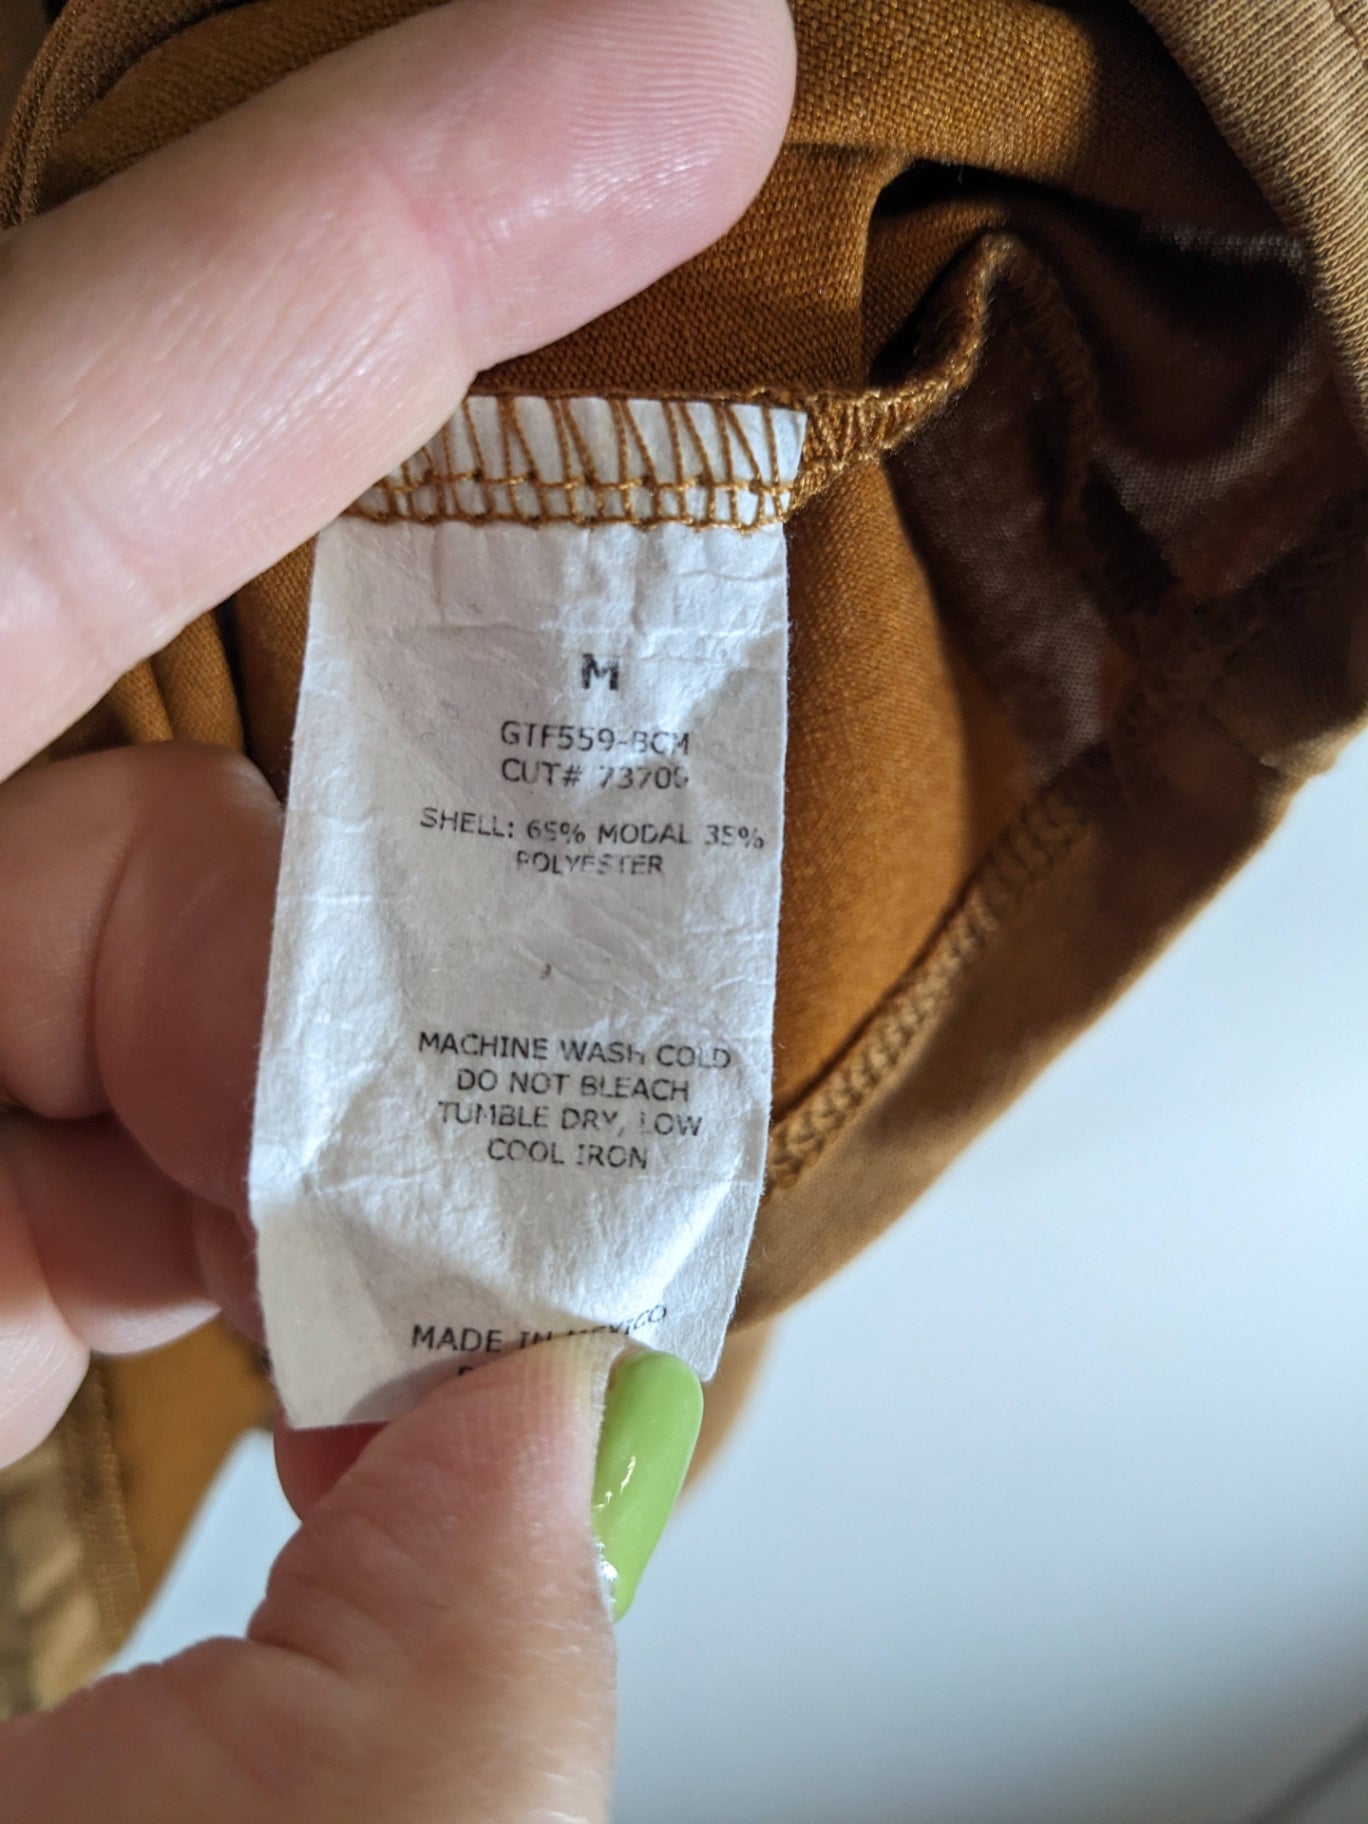 M
GTF559-BCM
CUT#
SHELL: 65% MODAL 35%
POLYESTER
MACHINE WASH COLD
DO NOT BLEACH
TUMBLE DRY, LOW
COOL IRON
MADE IN MEXICO